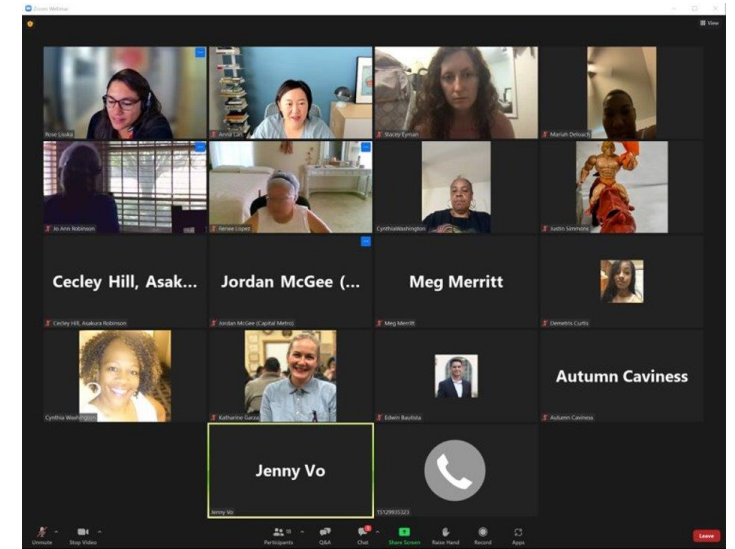 Zoom Webinar
View
Rose Lisska
Anna Lan
Stacey Eyman
Mariah Deloach
Jo Ann Robinson
Renee Lopez
CynthiaWashington
Justin Simmons
Cecley Hill, Asak...
Cecley Hill, Asakura Robinson
Jordan McGee (...
Jordan McGee (Capital Metro)
Meg Merritt
Meg Merritt
Demetris Curtis
Cynthia Washington
Katharine Garza
Edwin Bautista
Autumn Caviness
Autumn Caviness
Jenny Vo
Jenny Vo
15129935323
Unmute
Stop Video
Participants
Q&A
Chat
Share Screen
Raise Hand
Record
Apps
Leave